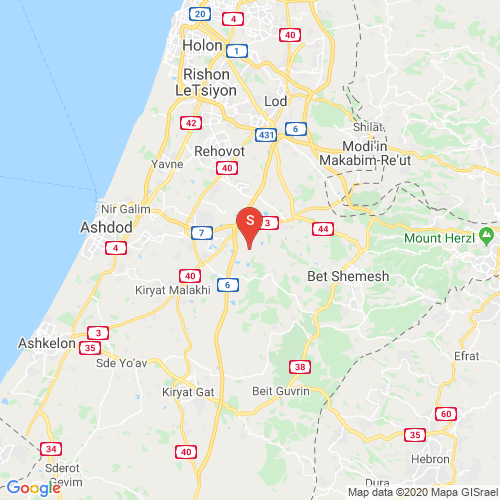 20
4
Holon
40
1
Rishon
LeTsiyon
Lod
42
431
6
Shilat
Modi'in
Makabim-Re'ut
Rehovot
Yavne
40
Nir Galim
S
3
Ashdod
7
44
Mount Herzl
4
40
6
Bet Shemesh
Kiryat Malakhi
3
Ashkelon
35
Sde Yo'av
Efrat
38
Kiryat Gat
Beit Guvrin
60
35
34
40
Hebron
Sderot
Gevim
Dura
Google
Map data ©2020 Mapa GISrael